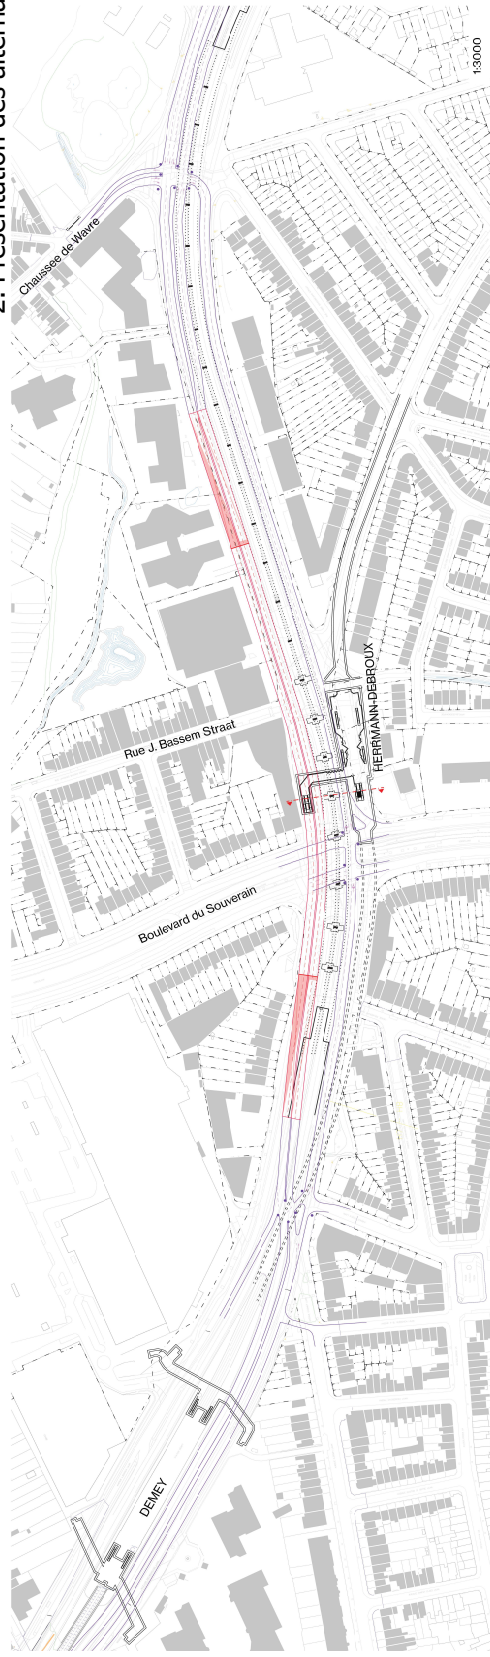 2. Présentation des alterna
1:3000
Chaussée de Wavre
HERRMANN-DEBROUX
Rue J. Bassem Straat
Boulevard du Souverain
DEMEY